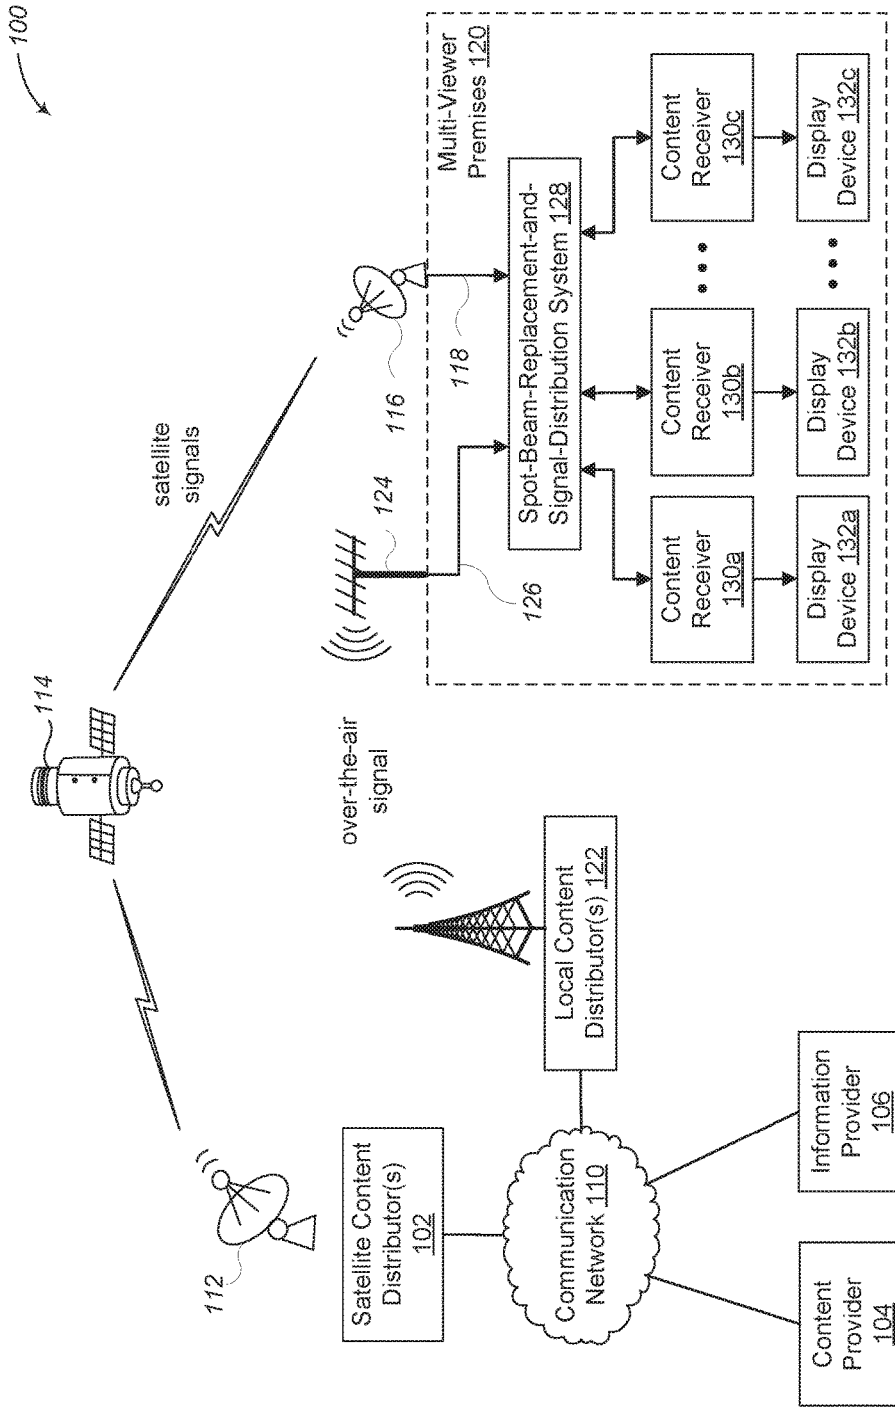 100
114
satellite
signals
112
over-the-air
signal
124
116
126
118
Multi-Viewer
Premises 120
Satellite Content
Distributor(s)
102
Local Content
Distributor(s) 122
Spot-Beam-Replacement-and-
Signal-Distribution System 128
Communication
Network 110
Content
Receiver
130a
Content
Receiver
130b
Content
Receiver
130c
Content
Provider
104
Information
Provider
106
Display
Device 132a
Display
Device 132b
Display
Device 132c